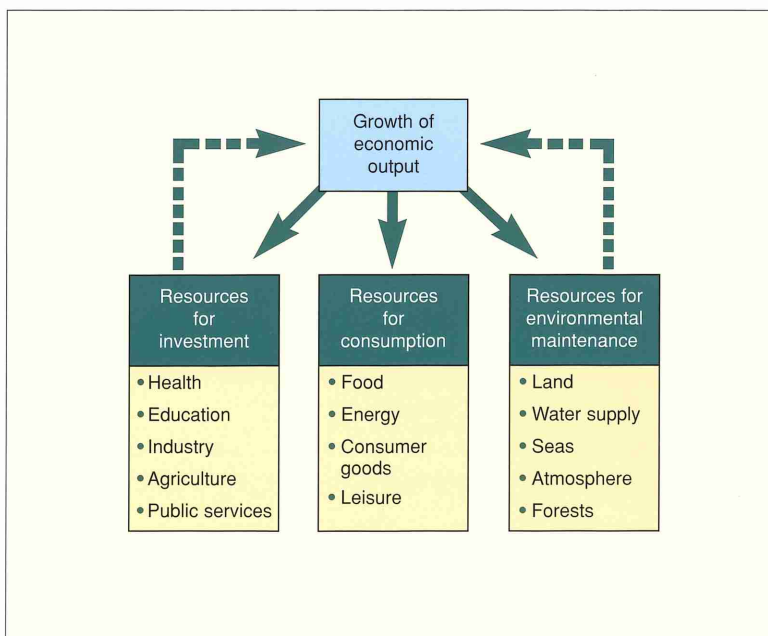 Growth of
economic
output
Resources
for
investment
• Health
• Education
• Industry
• Agriculture
• Public services
Resources
for
consumption
• Food
• Energy
• Consumer
goods
• Leisure
Resources for
environmental
maintenance
• Land
• Water supply
• Seas
• Atmosphere
• Forests